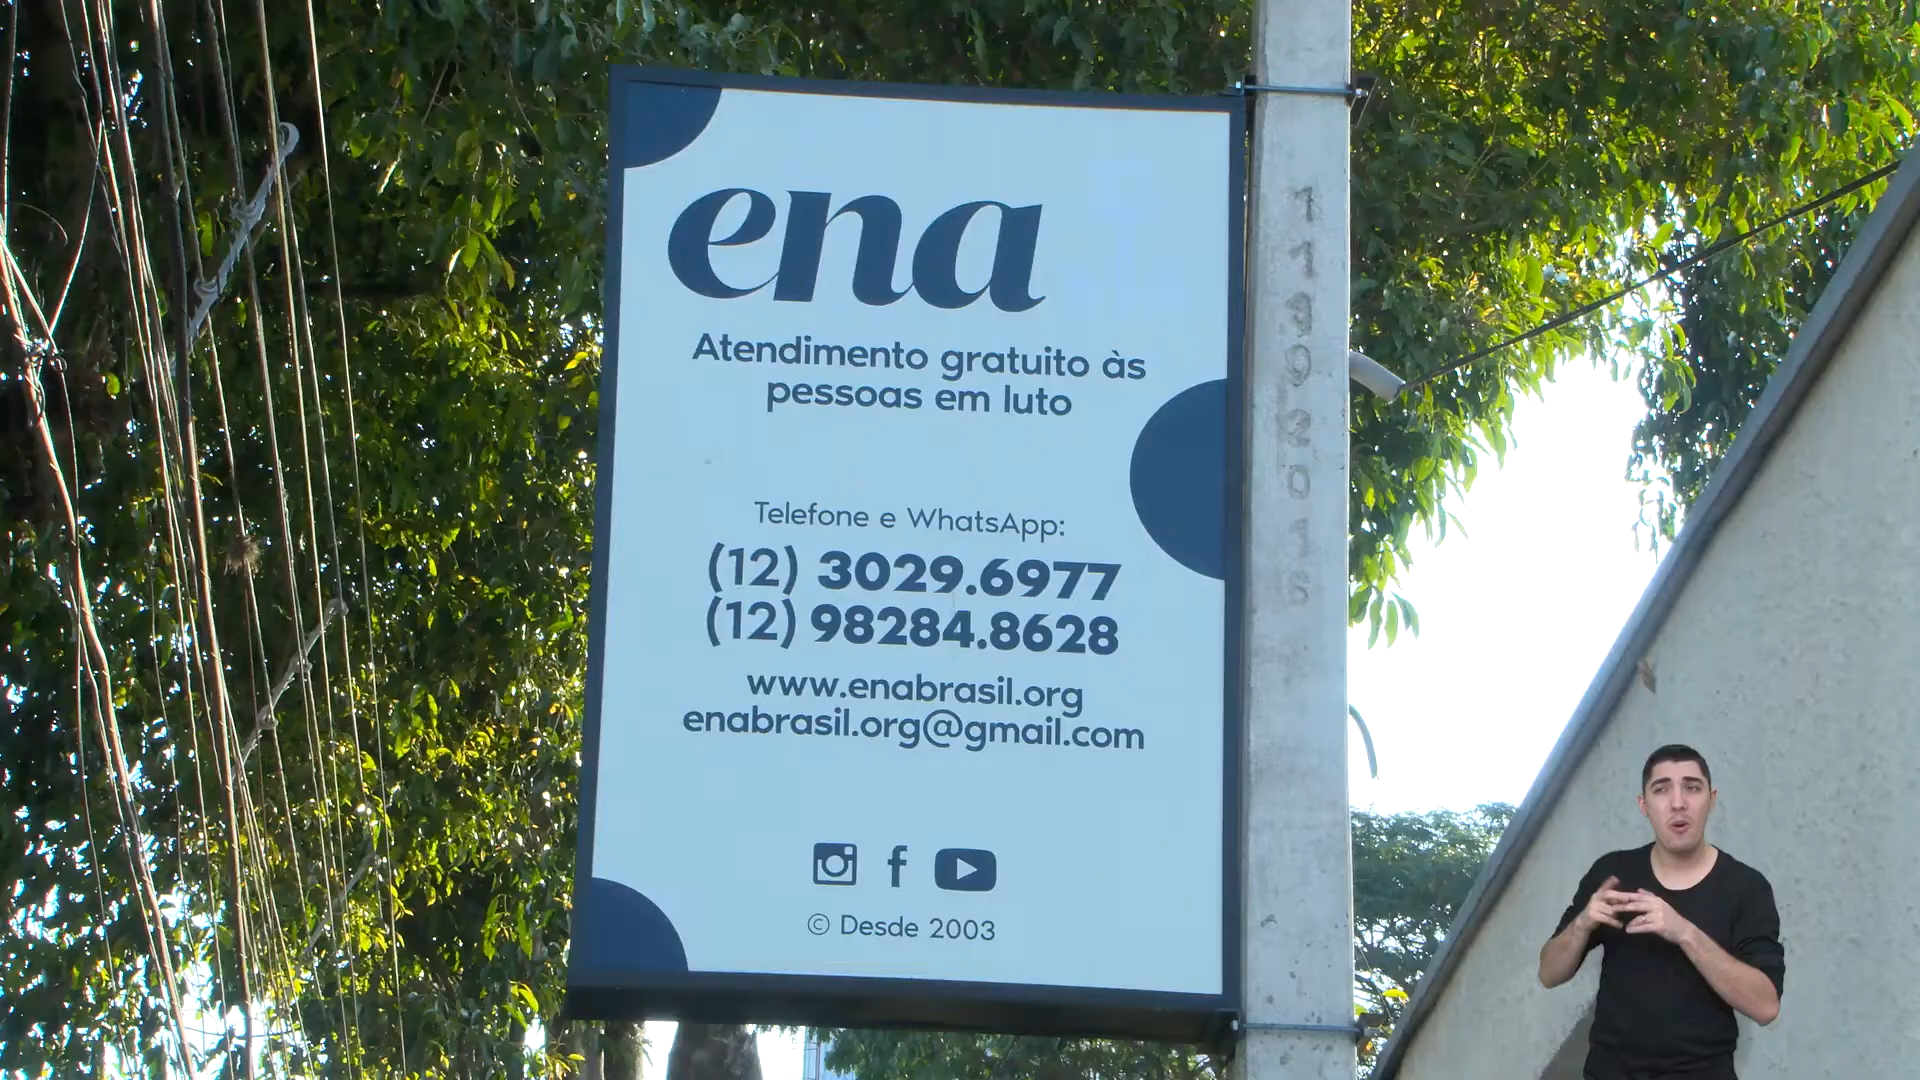 ena
Atendimento gratuito às
pessoas em luto
Telefone e WhatsApp:
(12) 3029.6977
(12) 98284.8628
www.enabrasil.org
enabrasil.org@gmail.com
© Desde 2003